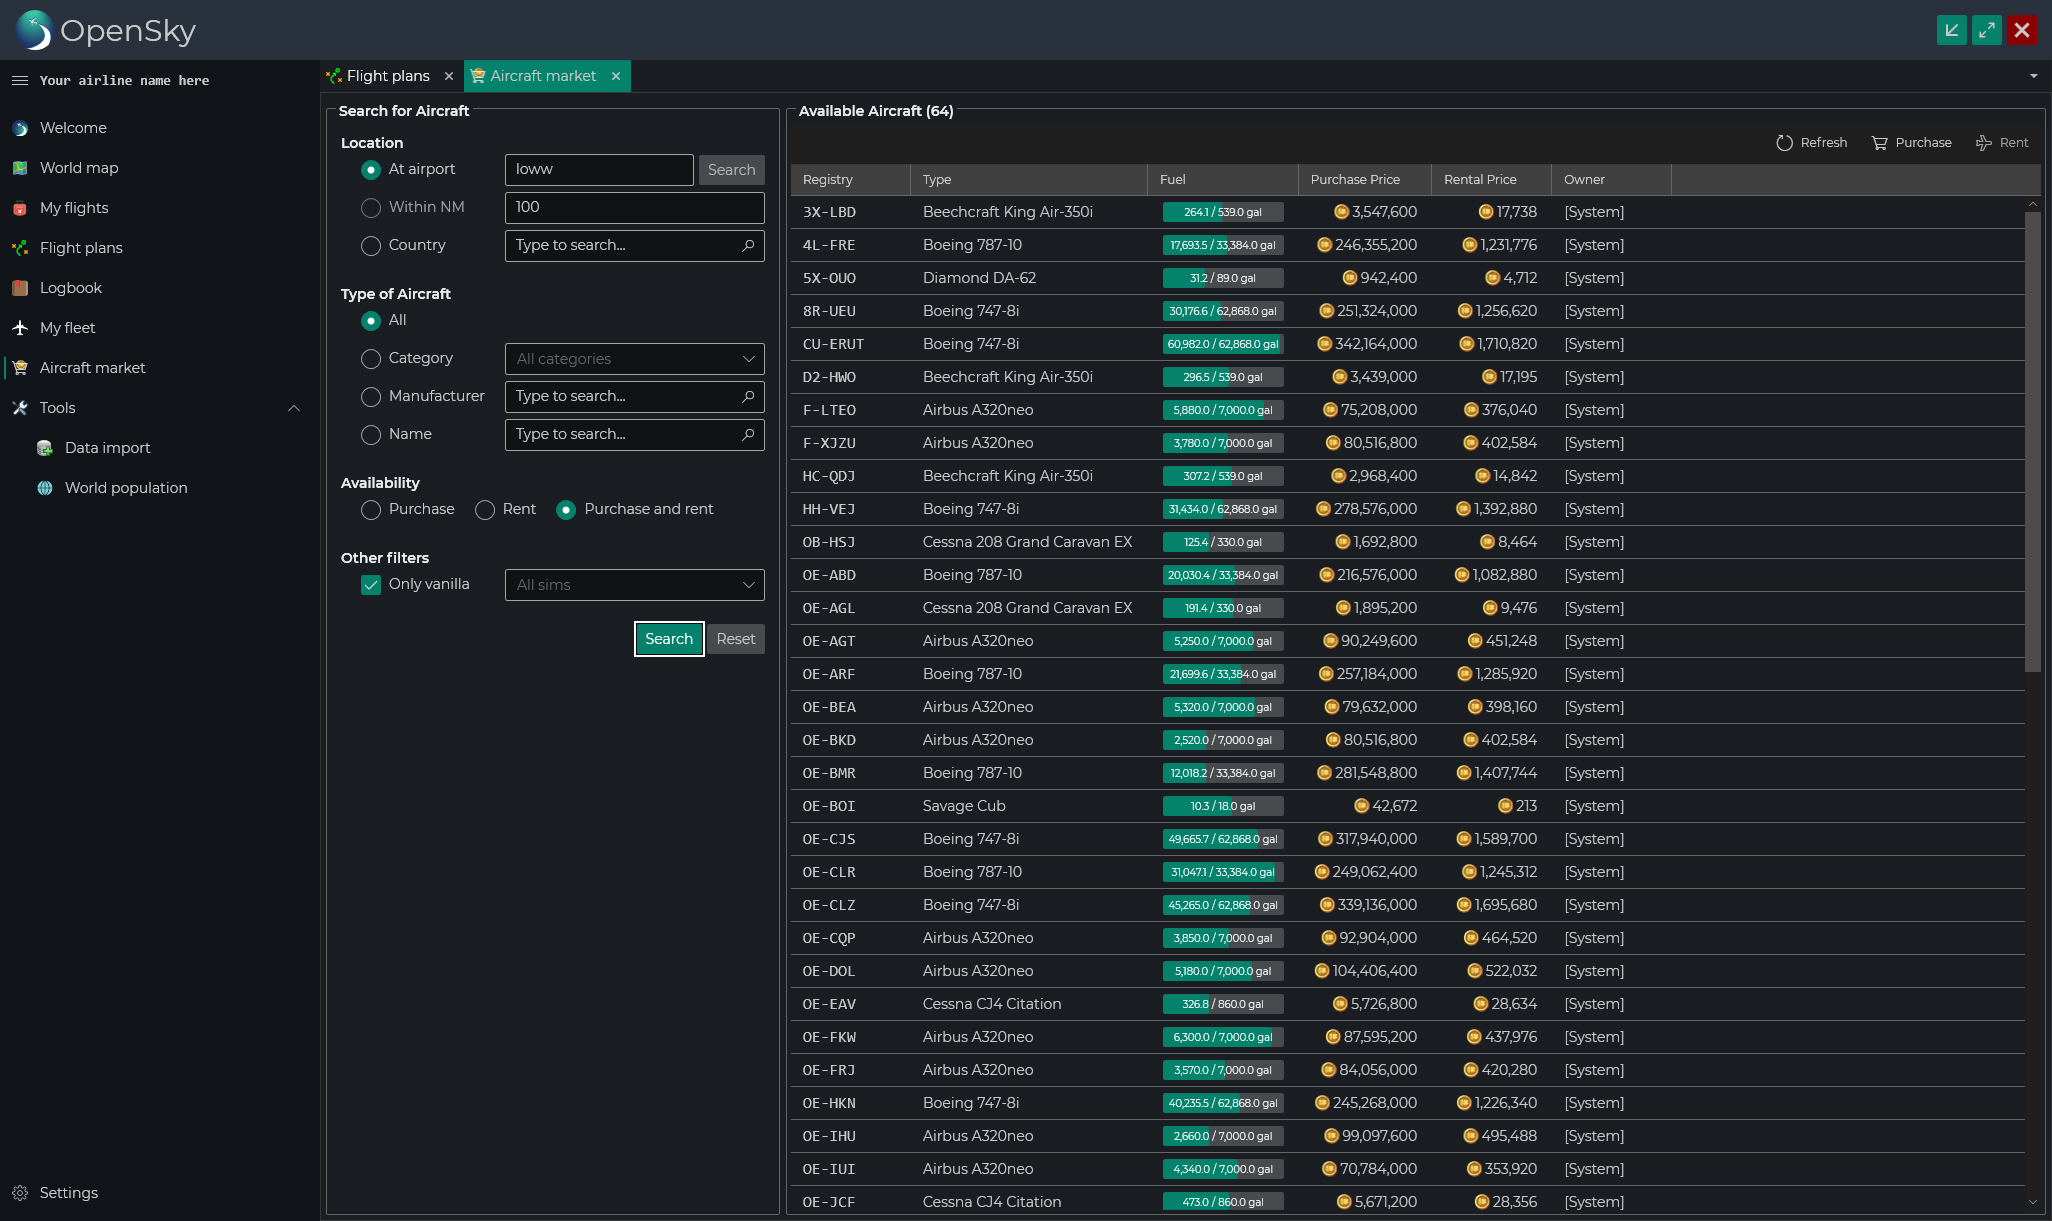 OpenSky
Your airline name here
Welcome
World map
My flights
Flight plans
Logbook
My fleet
Aircraft market
Tools
Data import
World population
Settings
Flight plans
Aircraft market
Search for Aircraft
Location
At airport loww Search
Within NM 100
Country Type to search...
Type of Aircraft
All
Category All categories
Manufacturer Type to search...
Name Type to search...
Availability
Purchase Rent Purchase and rent
Other filters
Only vanilla All sims
Search Reset
Available Aircraft (64)
Refresh Purchase Rent
Registry Type Fuel Purchase Price Rental Price Owner
3X-LBD Beechcraft King Air-350i 264.1 / 539.0 gal 3,547,600 17,738 [System]
4L-FRE Boeing 787-10 17,693.5 / 33,384.0 gal 246,355,200 1,231,776 [System]
5X-OUO Diamond DA-62 31.2 / 89.0 gal 942,400 4,712 [System]
8R-UEU Boeing 747-8i 30,176.6 / 62,868.0 gal 251,324,000 1,256,620 [System]
CU-ERUT Boeing 747-8i 60,982.0 / 62,868.0 gal 342,164,000 1,710,820 [System]
D2-HWO Beechcraft King Air-350i 296.5 / 539.0 gal 3,439,000 17,195 [System]
F-LTEO Airbus A320neo 5,880.0 / 7,000.0 gal 75,208,000 376,040 [System]
F-XJZU Airbus A320neo 3,780.0 / 7,000.0 gal 80,516,800 402,584 [System]
HC-QDJ Beechcraft King Air-350i 307.2 / 539.0 gal 2,968,400 14,842 [System]
HH-VEJ Boeing 747-8i 31,434.0 / 62,868.0 gal 278,576,000 1,392,880 [System]
OB-HSJ Cessna 208 Grand Caravan EX 125.4 / 330.0 gal 1,692,800 8,464 [System]
OE-ABD Boeing 787-10 20,030.4 / 33,384.0 gal 216,576,000 1,082,880 [System]
OE-AGL Cessna 208 Grand Caravan EX 191.4 / 330.0 gal 1,895,200 9,476 [System]
OE-AGT Airbus A320neo 5,250.0 / 7,000.0 gal 90,249,600 451,248 [System]
OE-ARF Boeing 787-10 21,699.6 / 33,384.0 gal 257,184,000 1,285,920 [System]
OE-BEA Airbus A320neo 5,320.0 / 7,000.0 gal 79,632,000 398,160 [System]
OE-BKD Airbus A320neo 2,520.0 / 7,000.0 gal 80,516,800 402,584 [System]
OE-BMR Boeing 787-10 12,018.2 / 33,384.0 gal 281,548,800 1,407,744 [System]
OE-BOI Savage Cub 10.3 / 18.0 gal 42,672 213 [System]
OE-CJS Boeing 747-8i 49,665.7 / 62,868.0 gal 317,940,000 1,589,700 [System]
OE-CLR Boeing 787-10 31,047.1 / 33,384.0 gal 249,062,400 1,245,312 [System]
OE-CLZ Boeing 747-8i 45,265.0 / 62,868.0 gal 339,136,000 1,695,680 [System]
OE-CQP Airbus A320neo 3,850.0 / 7,000.0 gal 92,904,000 464,520 [System]
OE-DOL Airbus A320neo 5,180.0 / 7,000.0 gal 104,406,400 522,032 [System]
OE-EAV Cessna CJ4 Citation 326.8 / 860.0 gal 5,726,800 28,634 [System]
OE-FKW Airbus A320neo 6,300.0 / 7,000.0 gal 87,595,200 437,976 [System]
OE-FRJ Airbus A320neo 3,570.0 / 7,000.0 gal 84,056,000 420,280 [System]
OE-HKN Boeing 747-8i 40,235.5 / 62,868.0 gal 245,268,000 1,226,340 [System]
OE-IHU Airbus A320neo 2,660.0 / 7,000.0 gal 99,097,600 495,488 [System]
OE-IUI Airbus A320neo 4,340.0 / 7,000.0 gal 70,784,000 353,920 [System]
OE-JCF Cessna CJ4 Citation 473.0 / 860.0 gal 5,671,200 28,356 [System]